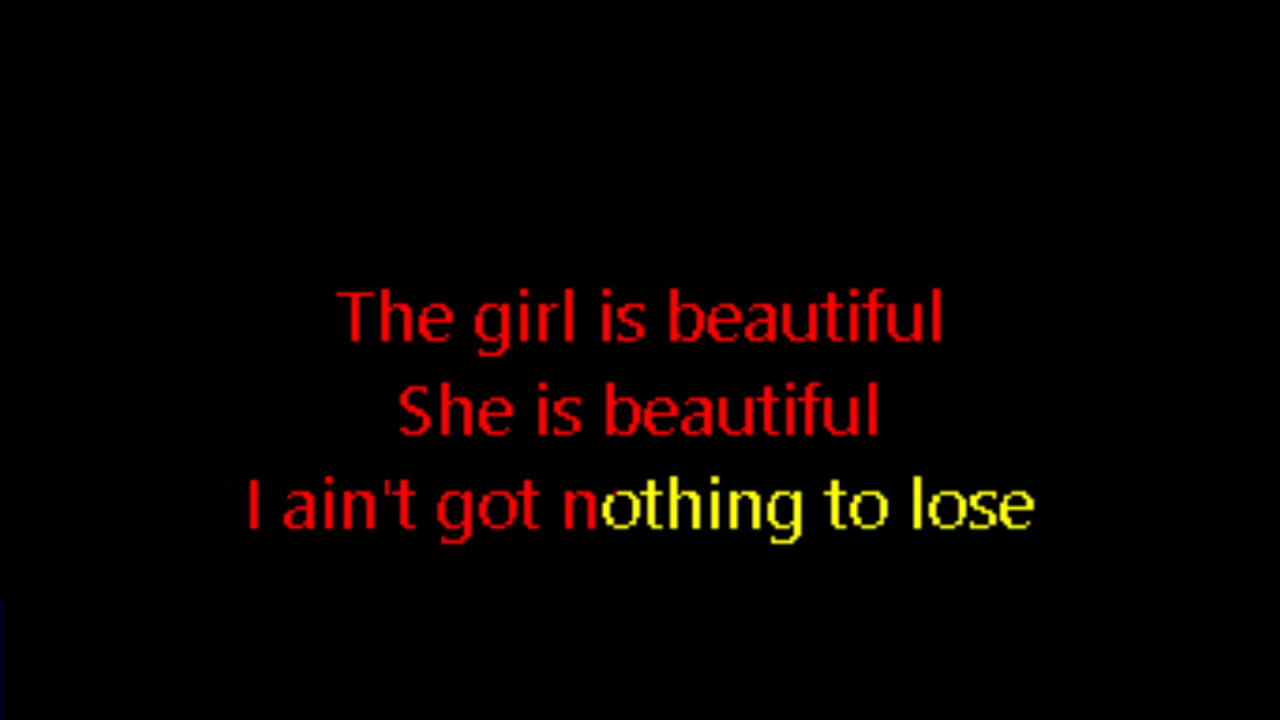 The girl is beautiful
She is beautiful
I ain't got nothing to lose